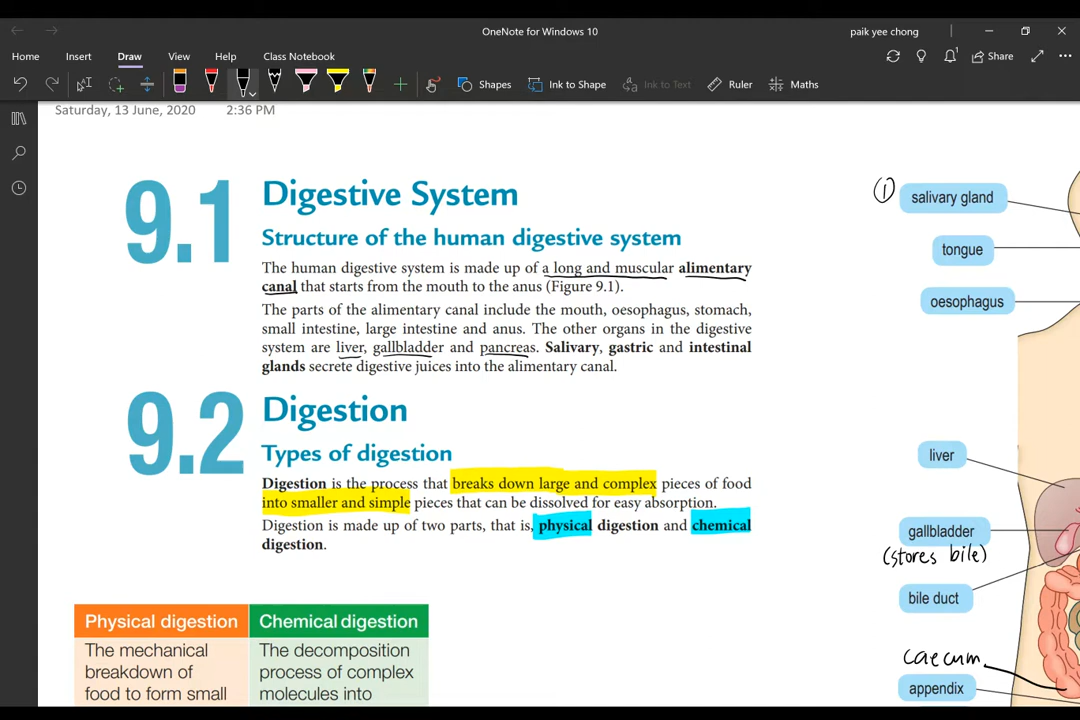 OneNote for Windows 10
paik yee chong
Home Insert Draw View Help Class Notebook
Share
Shapes Ink to Shape Ink to Text Ruler Maths
Saturday, 13 June, 2020 2:36 PM
9.1 Digestive System
Structure of the human digestive system
The human digestive system is made up of a long and muscular alimentary
canal that starts from the mouth to the anus (Figure 9.1).
The parts of the alimentary canal include the mouth, oesophagus, stomach,
small intestine, large intestine and anus. The other organs in the digestive
system are liver, gallbladder and pancreas. Salivary, gastric and intestinal
glands secrete digestive juices into the alimentary canal.
9.2 Digestion
Types of digestion
Digestion is the process that breaks down large and complex pieces of food
into smaller and simple pieces that can be dissolved for easy absorption.
Digestion is made up of two parts, that is, physical digestion and chemical
digestion.
Physical digestion Chemical digestion
The mechanical
breakdown of
food to form small
The decomposition
process of complex
molecules into
① salivary gland
tongue
oesophagus
liver
gallbladder
(stores bile)
bile duct
caecum
appendix